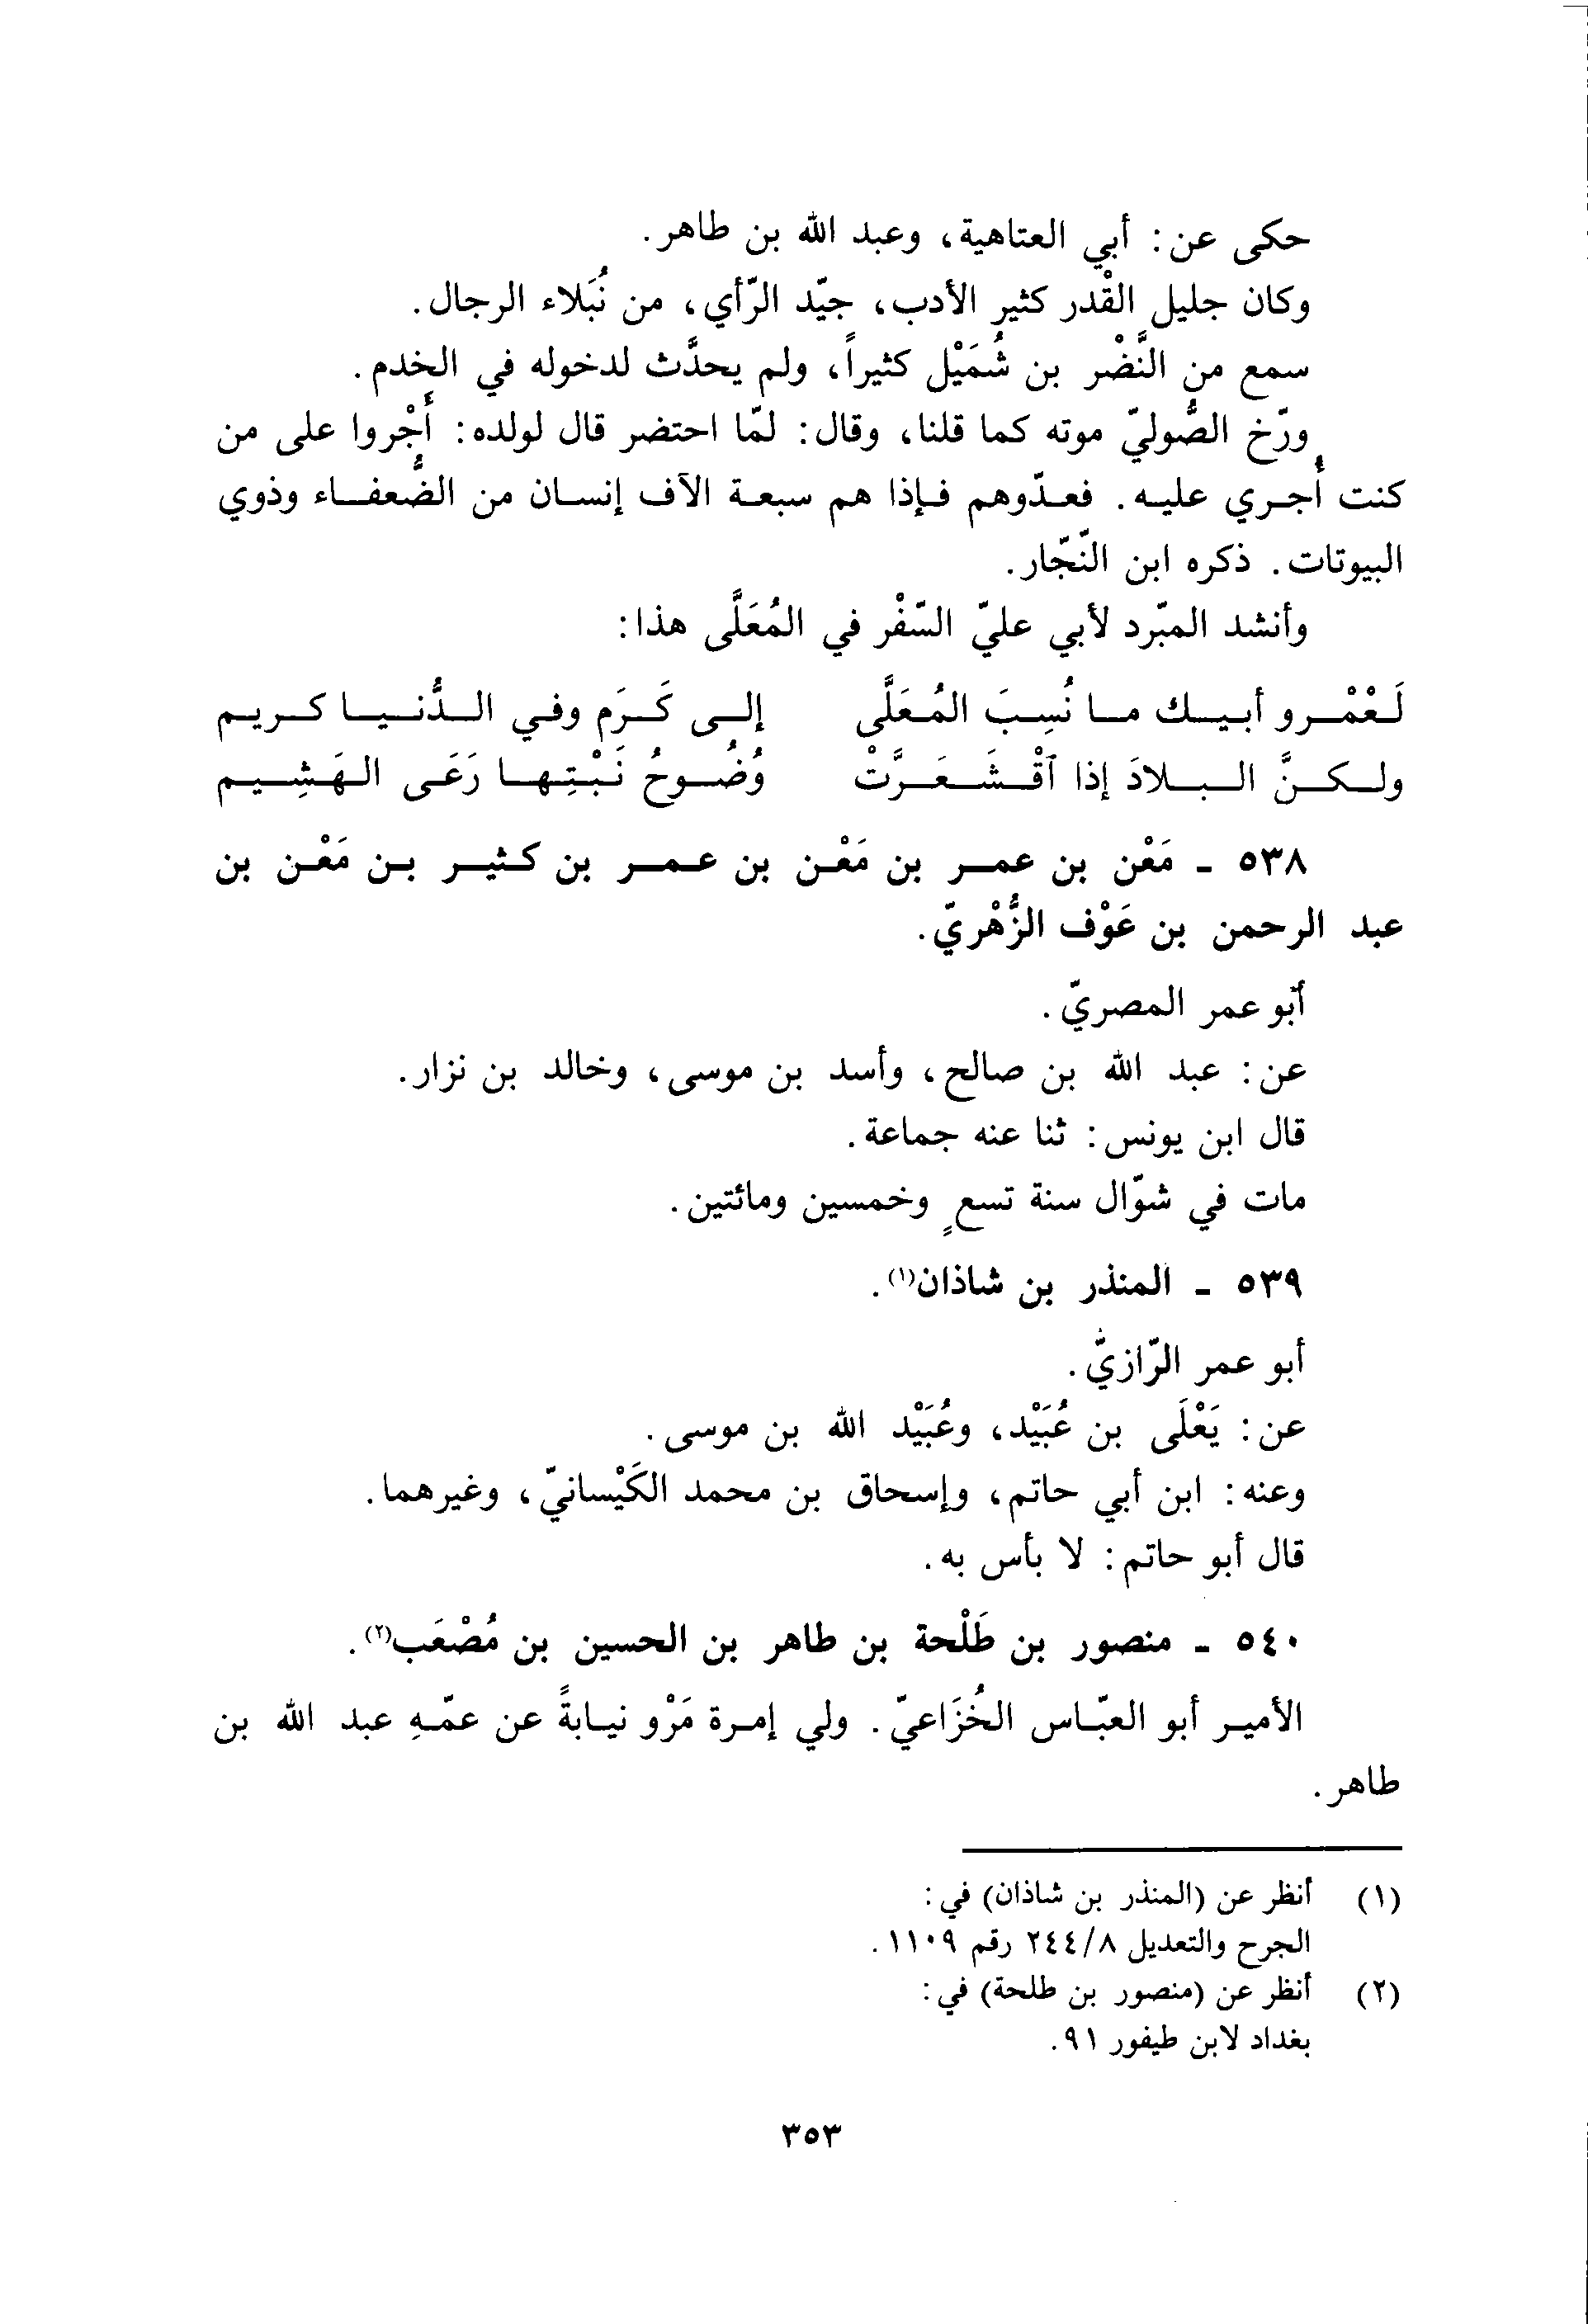 حكى عن: أبي العتاهية، وعبد الله بن طاهر.
وكان جليل القْدر كثير الأدب، جيّد الرّأي، من نُبَلاء الرجال.
سمع من النَّضْر بن شُمَيْل كثيراً، ولم يحدَّث لدخوله في الخدم.
ورّخ الصُّوليّ موته كما قلنا، وقال: لمّا احتضر قال لولده: أَجْروا على من
كنت أُجري عليه. فعدّوهم فإذا هم سبعة الآف إنسان من الضُّعفاء وذوي
البيوتات. ذكره ابن النّجّار.
وأنشد المبّرد لأبي عليّ السّفْر في المُعَلَّى هذا:
لَعْمْرو أبيك ما نُسِبَ المُعَلَّى إلى كَرَم وفي الدُّنيا كريم
ولكنَّ البلادَ إذا ٱقْشَعَرَّتْ وُضُوحُ نَبْتِها رَعَى الهَشِيم
٥٣٨ - مَعْن بن عمر بن مَعْن بن عمر بن كثير بن مَعْن بن
عبد الرحمن بن عَوْف الزُّهْريّ.
أبو عمر المصريّ.
عن: عبد الله بن صالح، وأسد بن موسى، وخالد بن نزار.
قال ابن يونس: ثنا عنه جماعة.
مات في شوّال سنة تسعٍ وخمسين ومائتين.
٥٣٩ - المنذر بن شاذان(١).
أبو عمر الرّازيّ.
عن: يَعْلَى بن عُبَيْد، وعُبَيْد الله بن موسى.
وعنه: ابن أبي حاتم، وإسحاق بن محمد الكَيْسانيّ، وغيرهما.
قال أبو حاتم: لا بأس به.
٥٤٠ - منصور بن طَلْحة بن طاهر بن الحسين بن مُصْعَب(٢).
الأمير أبو العبّاس الخُزَاعيّ. ولي إمرة مَرْو نيابةً عن عمّهِ عبد الله بن
طاهر.
(١) أنظر عن (المنذر بن شاذان) في:
الجرح والتعديل ٢٤٤/٨ رقم ١١٠٩.
(٢) أنظر عن (منصور بن طلحة) في:
بغداد لابن طيفور ٩١.
٣٥٣